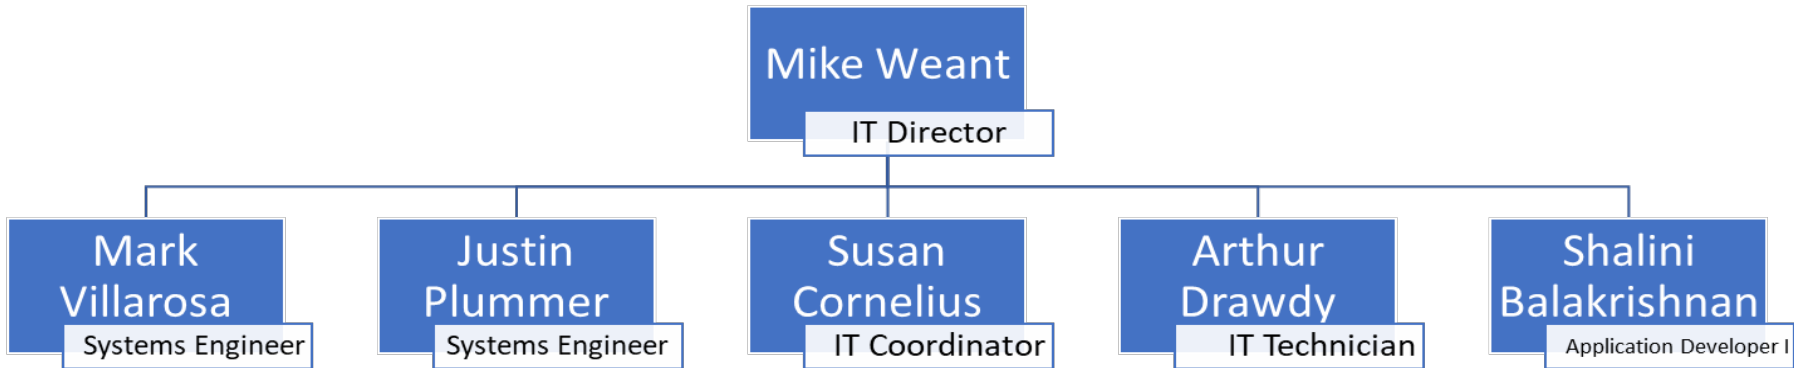 Mike Weant
IT Director
Mark
Villarosa
Systems Engineer
Justin
Plummer
Systems Engineer
Susan
Cornelius
IT Coordinator
Arthur
Drawdy
IT Technician
Shalini
Balakrishnan
Application Developer I